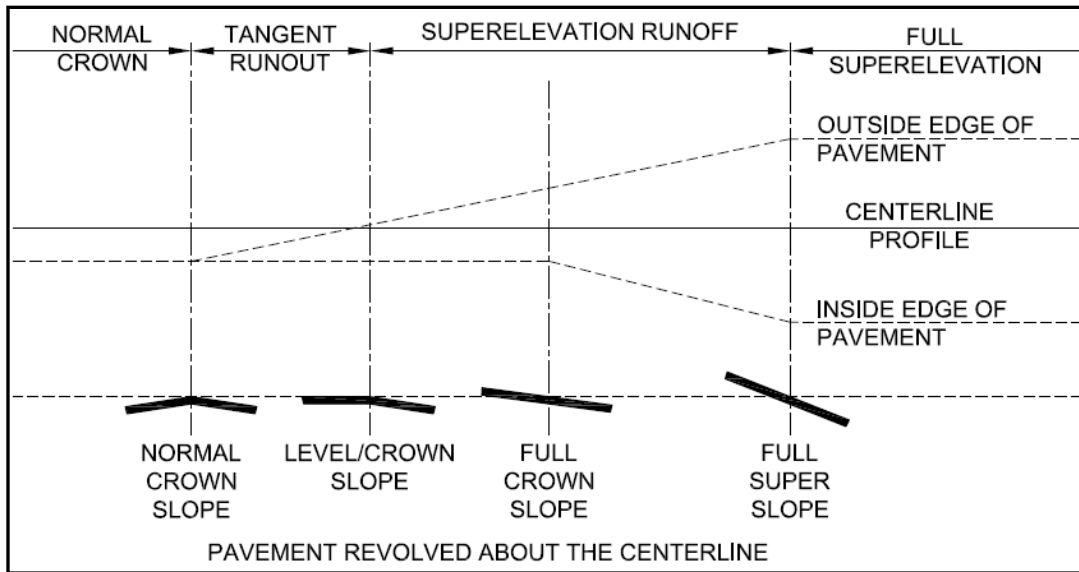 NORMAL
CROWN
TANGENT
RUNOUT
SUPERELEVATION RUNOFF
FULL
SUPERELEVATION
OUTSIDE EDGE OF
PAVEMENT
CENTERLINE
PROFILE
INSIDE EDGE OF
PAVEMENT
NORMAL
CROWN
SLOPE
LEVEL/CROWN
SLOPE
FULL
CROWN
SLOPE
FULL
SUPER
SLOPE
PAVEMENT REVOLVED ABOUT THE CENTERLINE